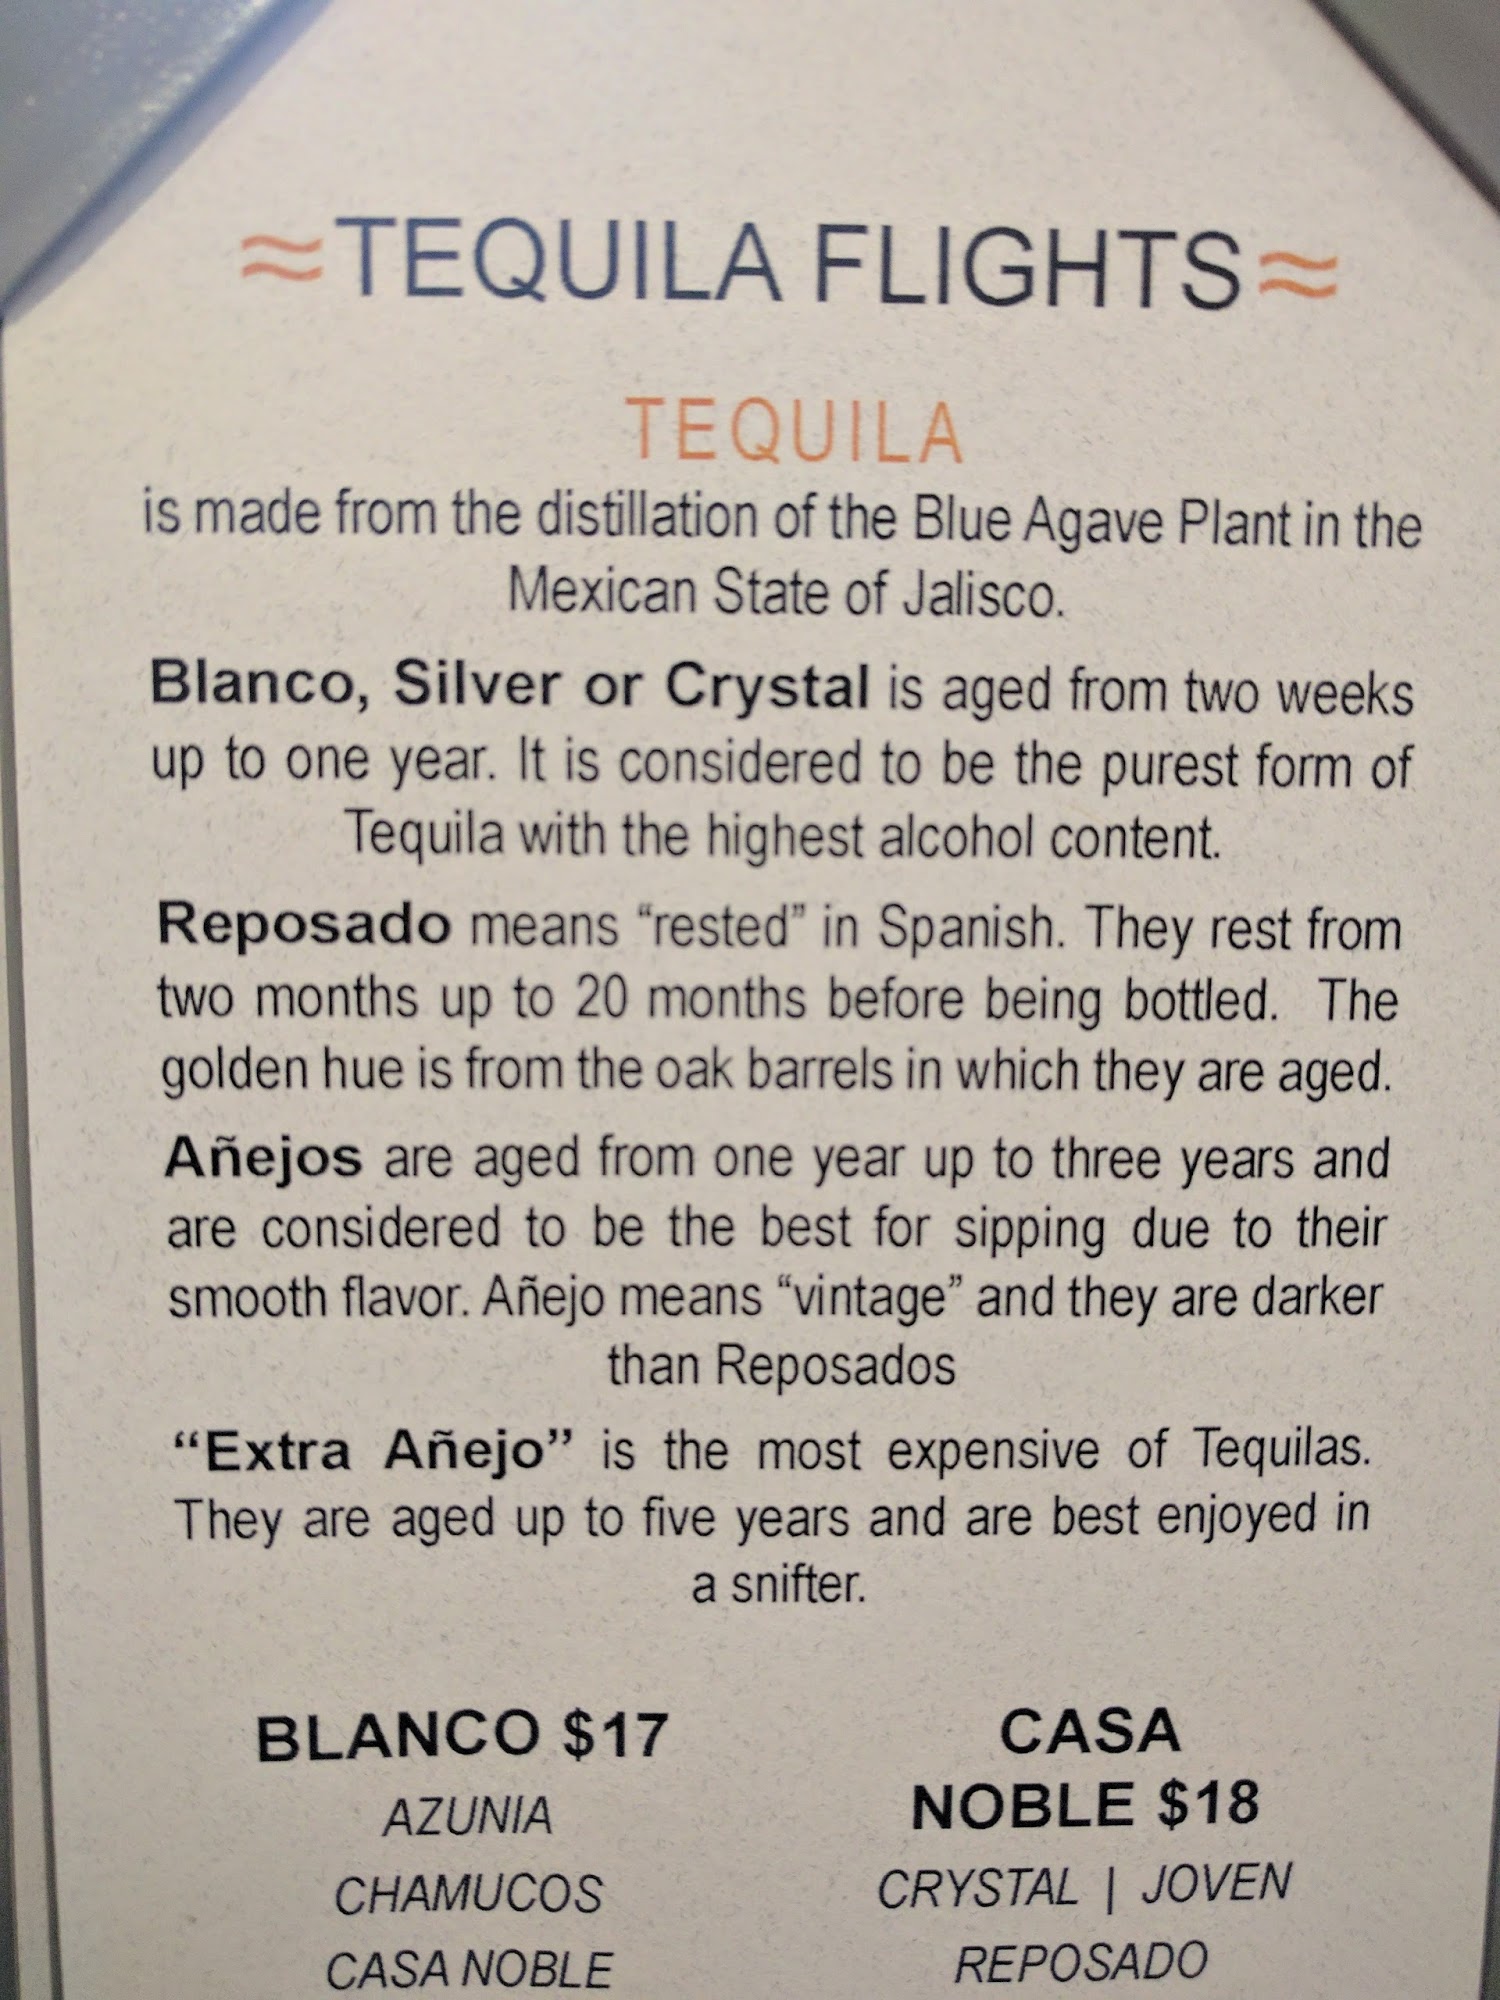 ≈TEQUILA FLIGHTS≈
TEQUILA
is made from the distillation of the Blue Agave Plant in the
Mexican State of Jalisco.
Blanco, Silver or Crystal is aged from two weeks
up to one year. It is considered to be the purest form of
Tequila with the highest alcohol content.
Reposado means “rested” in Spanish. They rest from
two months up to 20 months before being bottled. The
golden hue is from the oak barrels in which they are aged.
Añejos are aged from one year up to three years and
are considered to be the best for sipping due to their
smooth flavor. Añejo means “vintage” and they are darker
than Reposados
“Extra Añejo” is the most expensive of Tequilas.
They are aged up to five years and are best enjoyed in
a snifter.
BLANCO $17
AZUNIA
CHAMUCOS
CASA NOBLE
CASA
NOBLE $18
CRYSTAL | JOVEN
REPOSADO